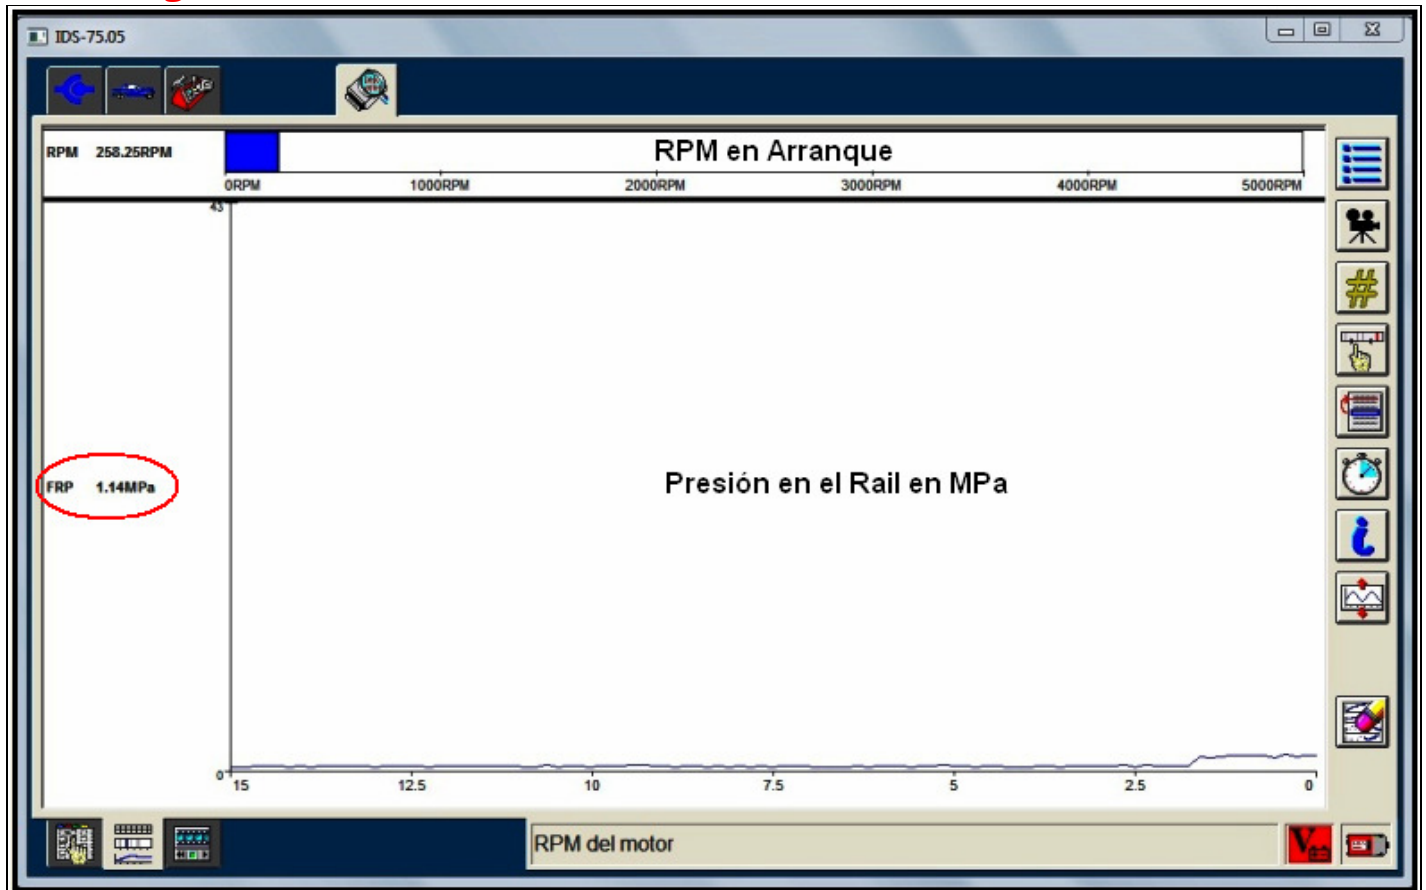 IDS-75.05
RPM 258.25RPM
RPM en Arranque
0RPM 1000RPM 2000RPM 3000RPM 4000RPM 5000RPM
43
FRP 1.14MPa
Presión en el Rail en MPa
0
15 12.5 10 7.5 5 2.5 0
RPM del motor